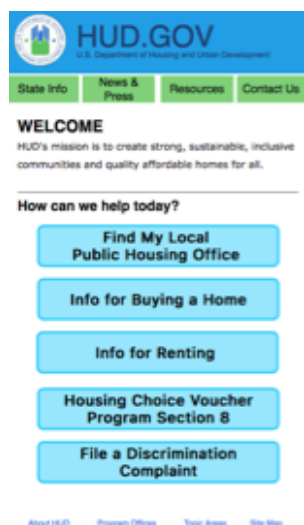 HUD.GOV
U.S. Department of Housing and Urban Development
State Info
News &
Press
Resources
Contact Us
WELCOME
HUD's mission is to create strong, sustainable, inclusive
communities and quality affordable homes for all.
How can we help today?
Find My Local
Public Housing Office
Info for Buying a Home
Info for Renting
Housing Choice Voucher
Program Section 8
File a Discrimination
Complaint
About HUD
Program Offices
Topic Areas
Site Map